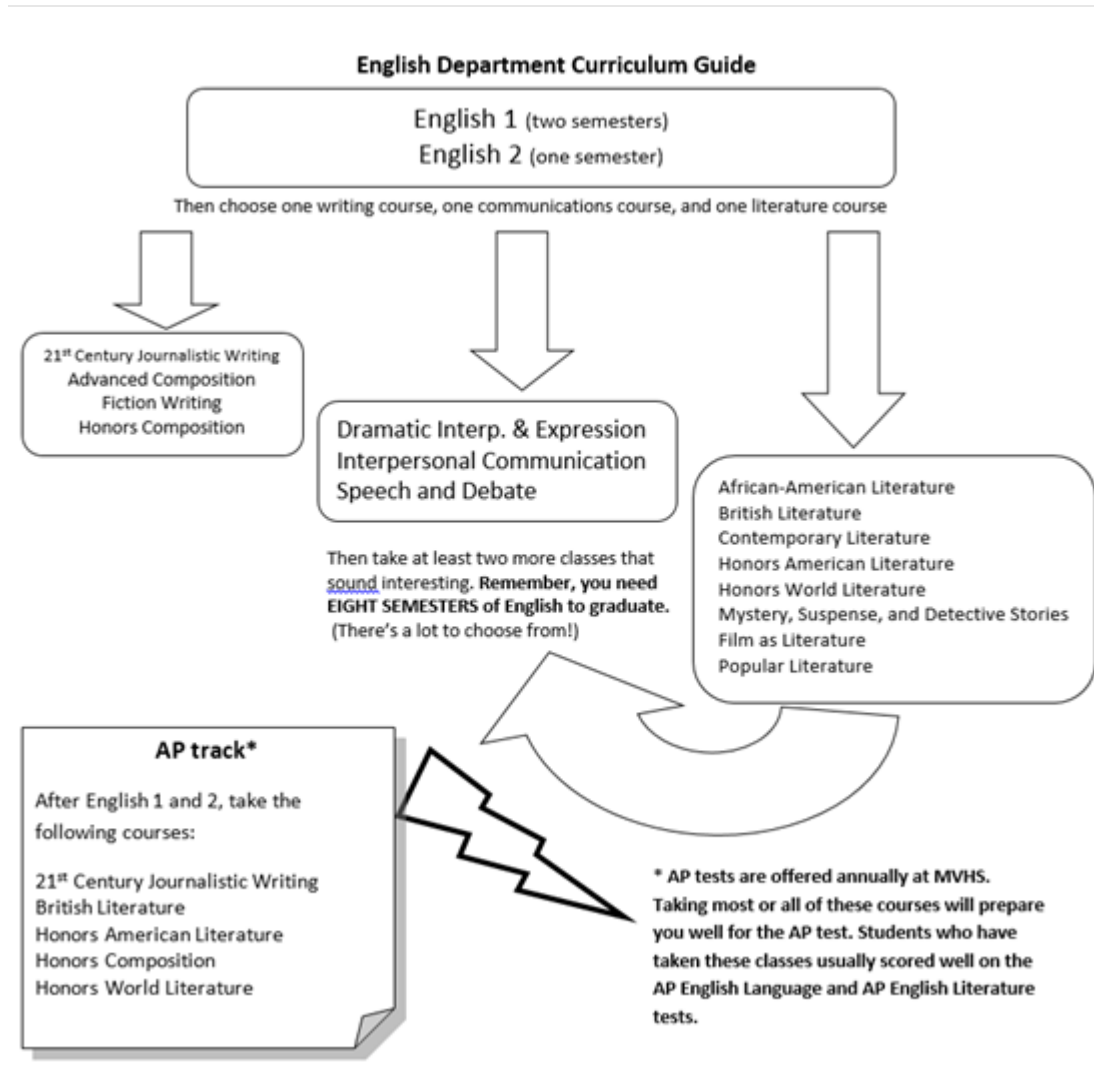 English Department Curriculum Guide
English 1 (two semesters)
English 2 (one semester)
Then choose one writing course, one communications course, and one literature course
21st Century Journalistic Writing
Advanced Composition
Fiction Writing
Honors Composition
Dramatic Interp. & Expression
Interpersonal Communication
Speech and Debate
African-American Literature
British Literature
Contemporary Literature
Honors American Literature
Honors World Literature
Mystery, Suspense, and Detective Stories
Film as Literature
Popular Literature
Then take at least two more classes that
sound interesting. Remember, you need
EIGHT SEMESTERS of English to graduate.
(There's a lot to choose from!)
AP track*
After English 1 and 2, take the
following courses:
21st Century Journalistic Writing
British Literature
Honors American Literature
Honors Composition
Honors World Literature
* AP tests are offered annually at MVHS.
Taking most or all of these courses will prepare
you well for the AP test. Students who have
taken these classes usually scored well on the
AP English Language and AP English Literature
tests.